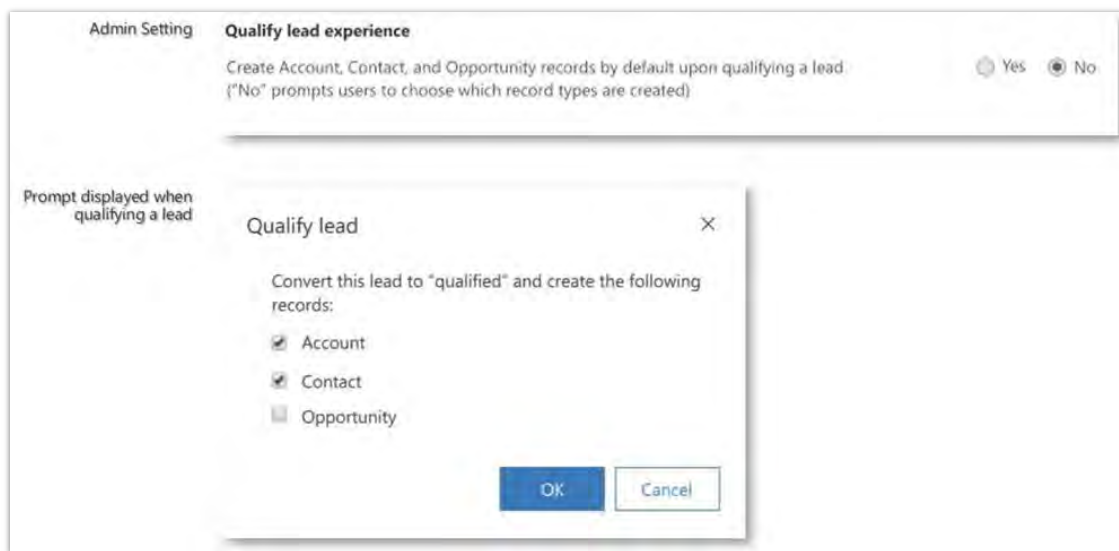 Admin Setting
Qualify lead experience
Create Account, Contact, and Opportunity records by default upon qualifying a lead
("No" prompts users to choose which record types are created)
Yes No
Prompt displayed when
qualifying a lead
Qualify lead
Convert this lead to "qualified" and create the following
records:
Account
Contact
Opportunity
OK Cancel